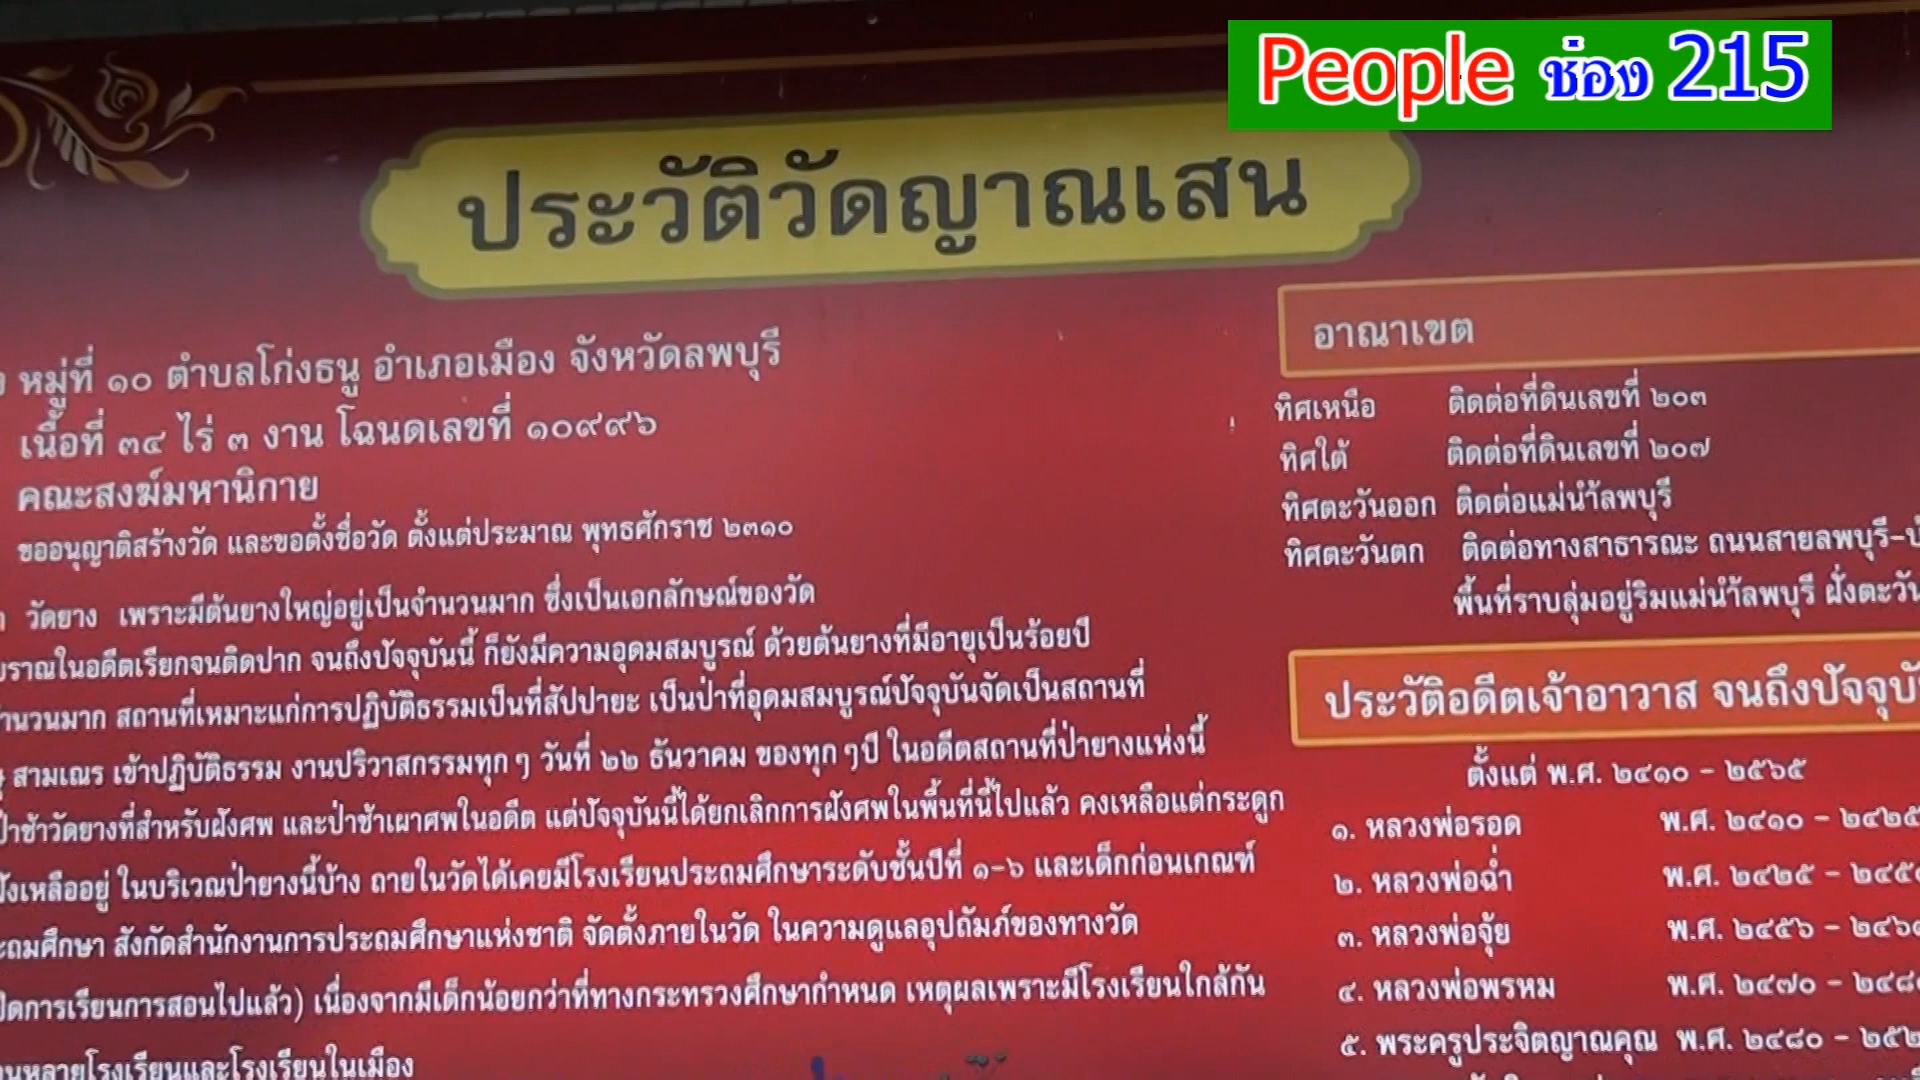 People ช่อง 215
ประวัติวัดญาณเสน
หมู่ที่ ๑๐ ตำบลโก่งธนู อำเภอเมือง จังหวัดลพบุรี
เนื้อที่ ๓๔ ไร่ ๓ งาน โฉนดเลขที่ ๑๐๙๙๖
คณะสงฆ์มหานิกาย
ขออนุญาติสร้างวัด และขอตั้งชื่อวัด ตั้งแต่ประมาณ พุทธศักราช ๒๓๑๐
วัดยาง เพราะมีต้นยางใหญ่อยู่เป็นจำนวนมาก ซึ่งเป็นเอกลักษณ์ของวัด
ราณในอดีตเรียกจนติดปาก จนถึงปัจจุบันนี้ ก็ยังมีความอุดมสมบูรณ์ ด้วยต้นยางที่มีอายุเป็นร้อยปี
านวนมาก สถานที่เหมาะแก่การปฏิบัติธรรมเป็นที่สัปปายะ เป็นป่าที่อุดมสมบูรณ์ปัจจุบันจัดเป็นสถานที่
สามเณร เข้าปฏิบัติธรรม งานปริวาสกรรมทุกๆ วันที่ ๒๒ ธันวาคม ของทุก ๆปี ในอดีตสถานที่ป่ายางแห่งนี้
ป่าช้าวัดยางที่สำหรับฝังศพ และป่าช้าเผาศพในอดีต แต่ปัจจุบันนี้ได้ยกเลิกการฝังศพในพื้นที่นี้ไปแล้ว คงเหลือแต่กระดูก
ังเหลืออยู่ ในบริเวณป่ายางนี้บ้าง ภายในวัดได้เคยมีโรงเรียนประถมศึกษาระดับชั้นปีที่ ๑-๖ และเด็กก่อนเกณฑ์
ะถมศึกษา สังกัดสำนักงานการประถมศึกษาแห่งชาติ จัดตั้งภายในวัด ในความดูแลอุปถัมภ์ของทางวัด
ปิดการเรียนการสอนไปแล้ว) เนื่องจากมีเด็กน้อยกว่าที่ทางกระทรวงศึกษากำหนด เหตุผลเพราะมีโรงเรียนใกล้กัน
หลายโรงเรียนและโรงเรียนในเมือง
อาณาเขต
ทิศเหนือ ติดต่อที่ดินเลขที่ ๒๐๓
ทิศใต้ ติดต่อที่ดินเลขที่ ๒๐๗
ทิศตะวันออก ติดต่อแม่น้ำลพบุรี
ทิศตะวันตก ติดต่อทางสาธารณะ ถนนสายลพบุรี-
พื้นที่ราบลุ่มอยู่ริมแม่น้ำลพบุรี ฝั่งตะวัน
ประวัติอดีตเจ้าอาวาส จนถึงปัจจุบั
ตั้งแต่ พ.ศ. ๒๔๑๐ - ๒๕๖๕
๑. หลวงพ่อรอด พ.ศ. ๒๔๑๐ - ๒๔๒๕
๒. หลวงพ่อฉ่ำ พ.ศ. ๒๔๒๕ - ๒๔๕
๓. หลวงพ่อจุ้ย พ.ศ. ๒๔๕๖ - ๒๔๖
๔. หลวงพ่อพรหม พ.ศ. ๒๔๗๐ - ๒๔๘
๕. พระครูประจิตญาณคุณ พ.ศ. ๒๔๘๐ - ๒๕๒